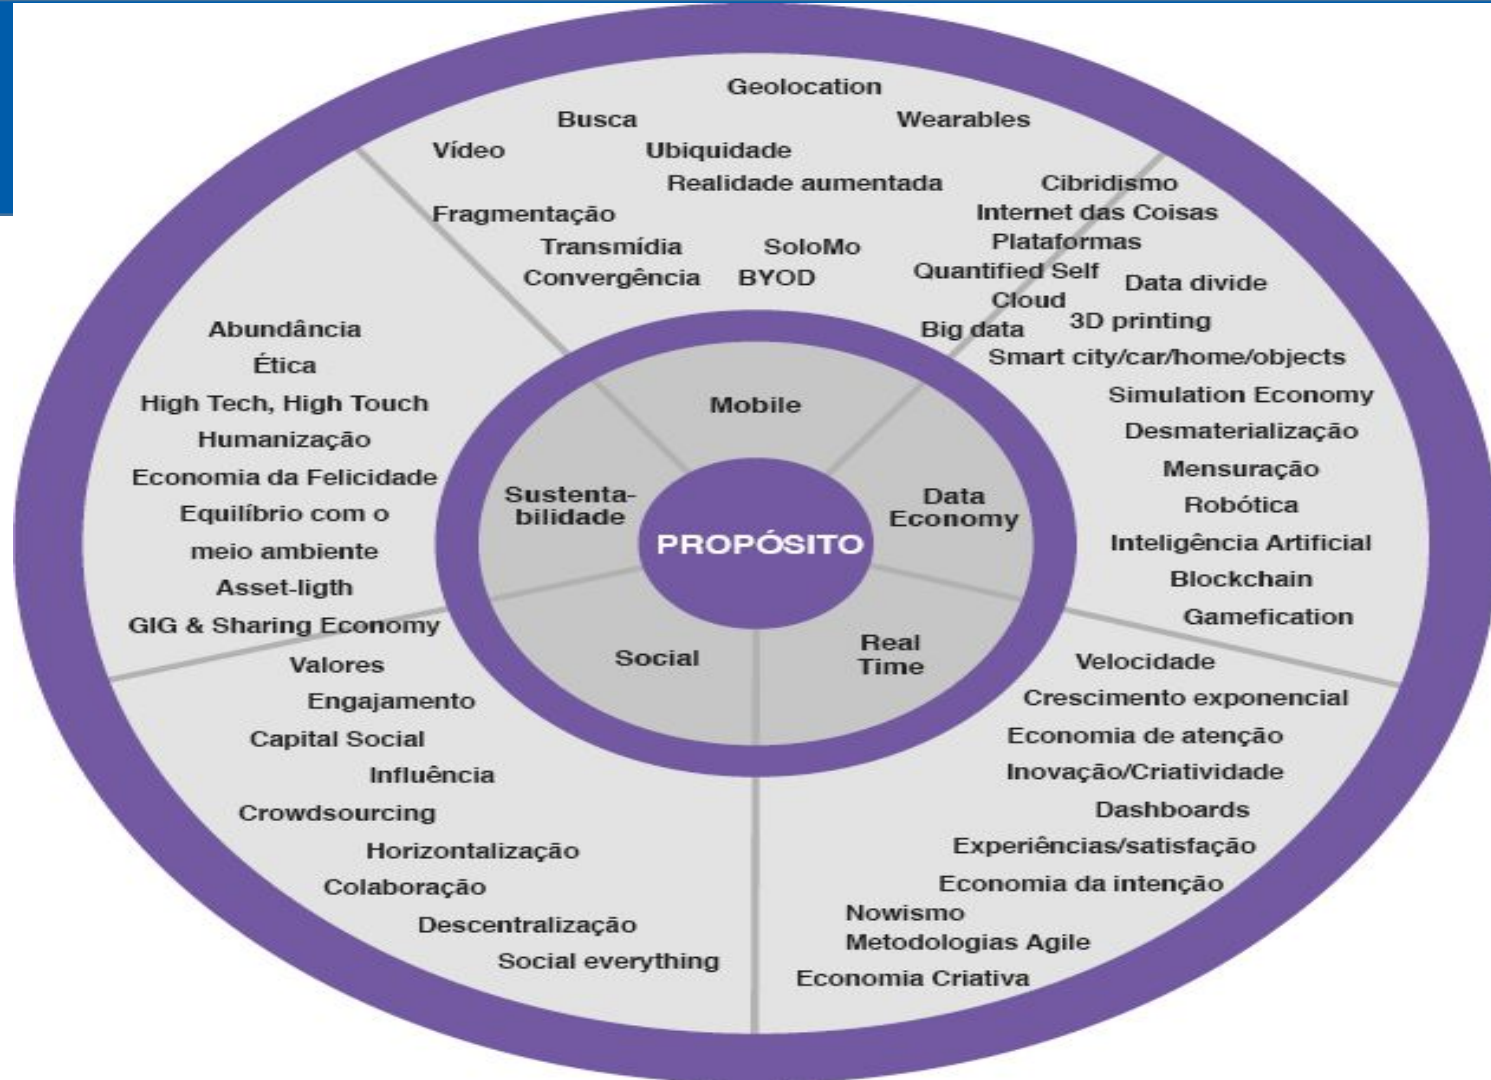 Geolocation
Busca
Wearables
Vídeo
Ubiquidade
Realidade aumentada
Fragmentação
Transmídia
SoloMo
Convergência
BYOD
Cibridismo
Internet das Coisas
Plataformas
Quantified Self
Cloud
Big data
Data divide
3D printing
Smart city/car/home/objects
Simulation Economy
Desmaterialização
Mensuração
Robótica
Inteligência Artificial
Blockchain
Gamefication
Velocidade
Crescimento exponencial
Economia de atenção
Inovação/Criatividade
Dashboards
Experiências/satisfação
Economia da intenção
Nowismo
Metodologias Agile
Economia Criativa
Abundância
Ética
High Tech, High Touch
Humanização
Economia da Felicidade
Equilíbrio com o
meio ambiente
Asset-ligth
GIG & Sharing Economy
Valores
Engajamento
Capital Social
Influência
Crowdsourcing
Horizontalização
Colaboração
Descentralização
Social everything
Mobile
Sustenta-
bilidade
Data
Economy
PROPÓSITO
Social
Real
Time